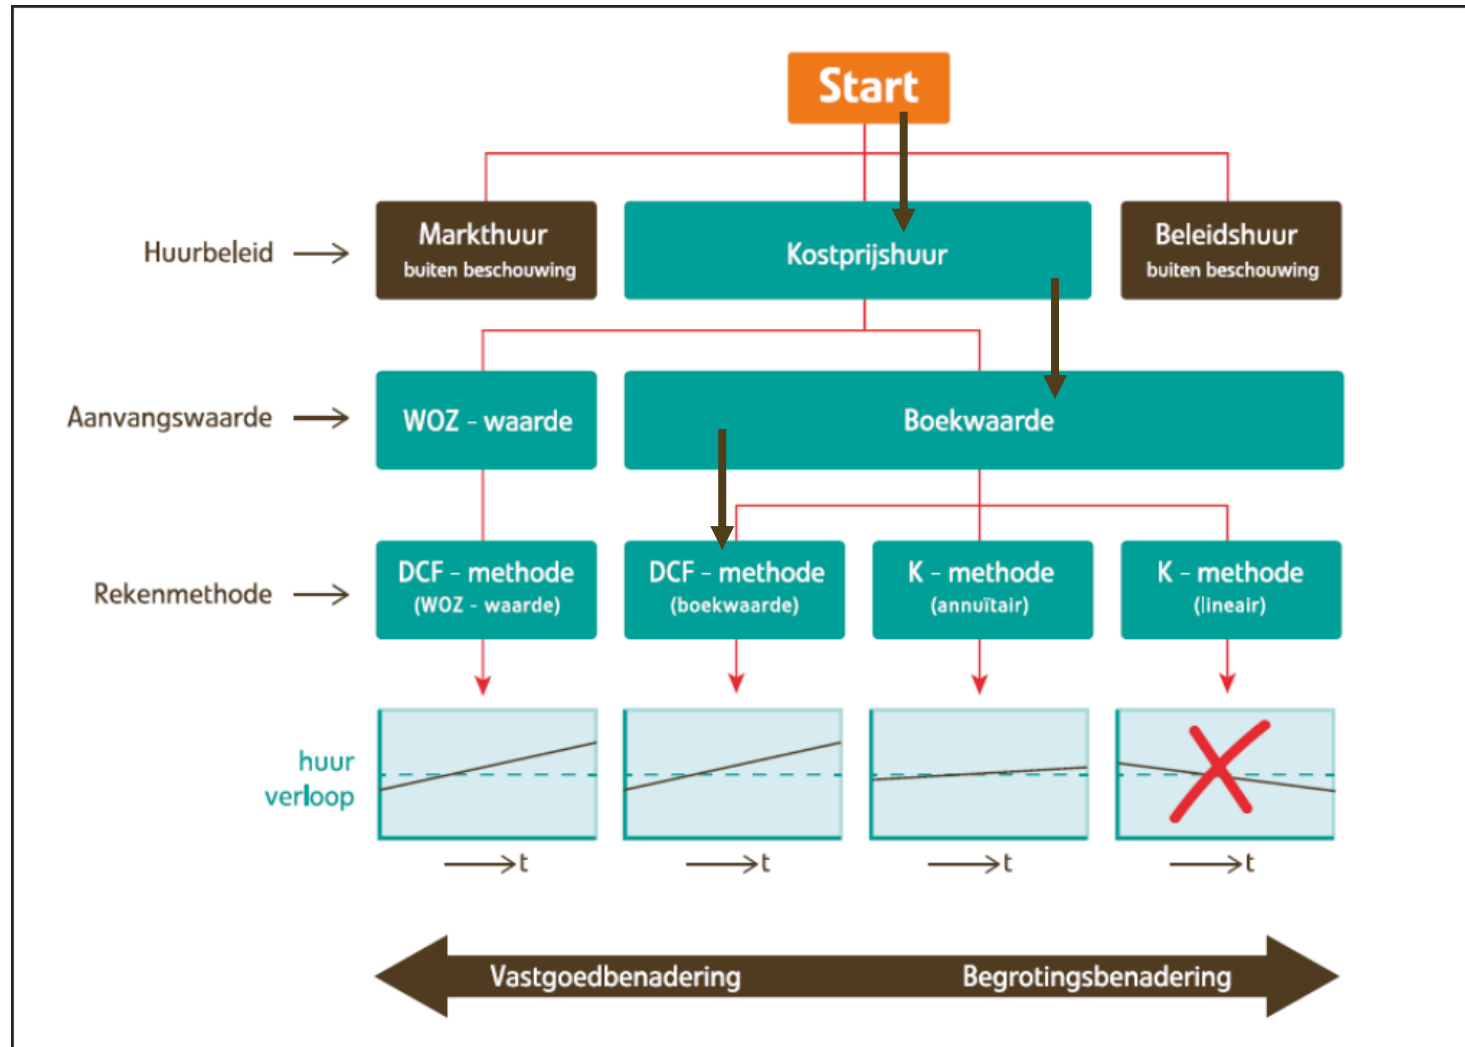 Start
Huurbeleid
Markthuur
buiten beschouwing
Kostprijshuur
Beleidshuur
buiten beschouwing
Aanvangswaarde
WOZ - waarde
Boekwaarde
Rekenmethode
DCF - methode
(WOZ - waarde)
DCF - methode
(boekwaarde)
K - methode
(annuïtair)
K - methode
(lineair)
huur
verloop
t
t
t
t
Vastgoedbenadering
Begrotingsbenadering